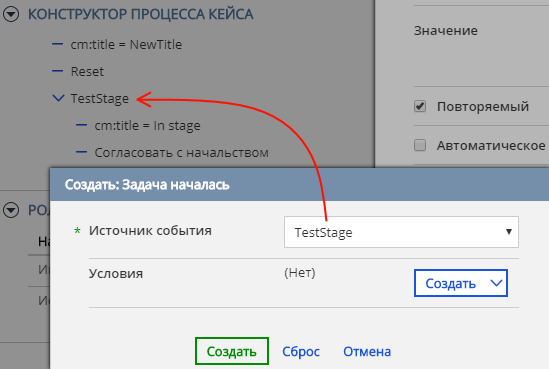 КОНСТРУКТОР ПРОЦЕССА КЕЙСА
cm:title = NewTitle
Reset
TestStage
cm:title = In stage
Согласовать с начальством
Значение
Повторяемый
Автоматическое
РОЛ
На
Ин
Ис
Создать: Задача началась
* Источник события
TestStage
Условия
(Нет)
Создать
Создать
Сброс
Отмена